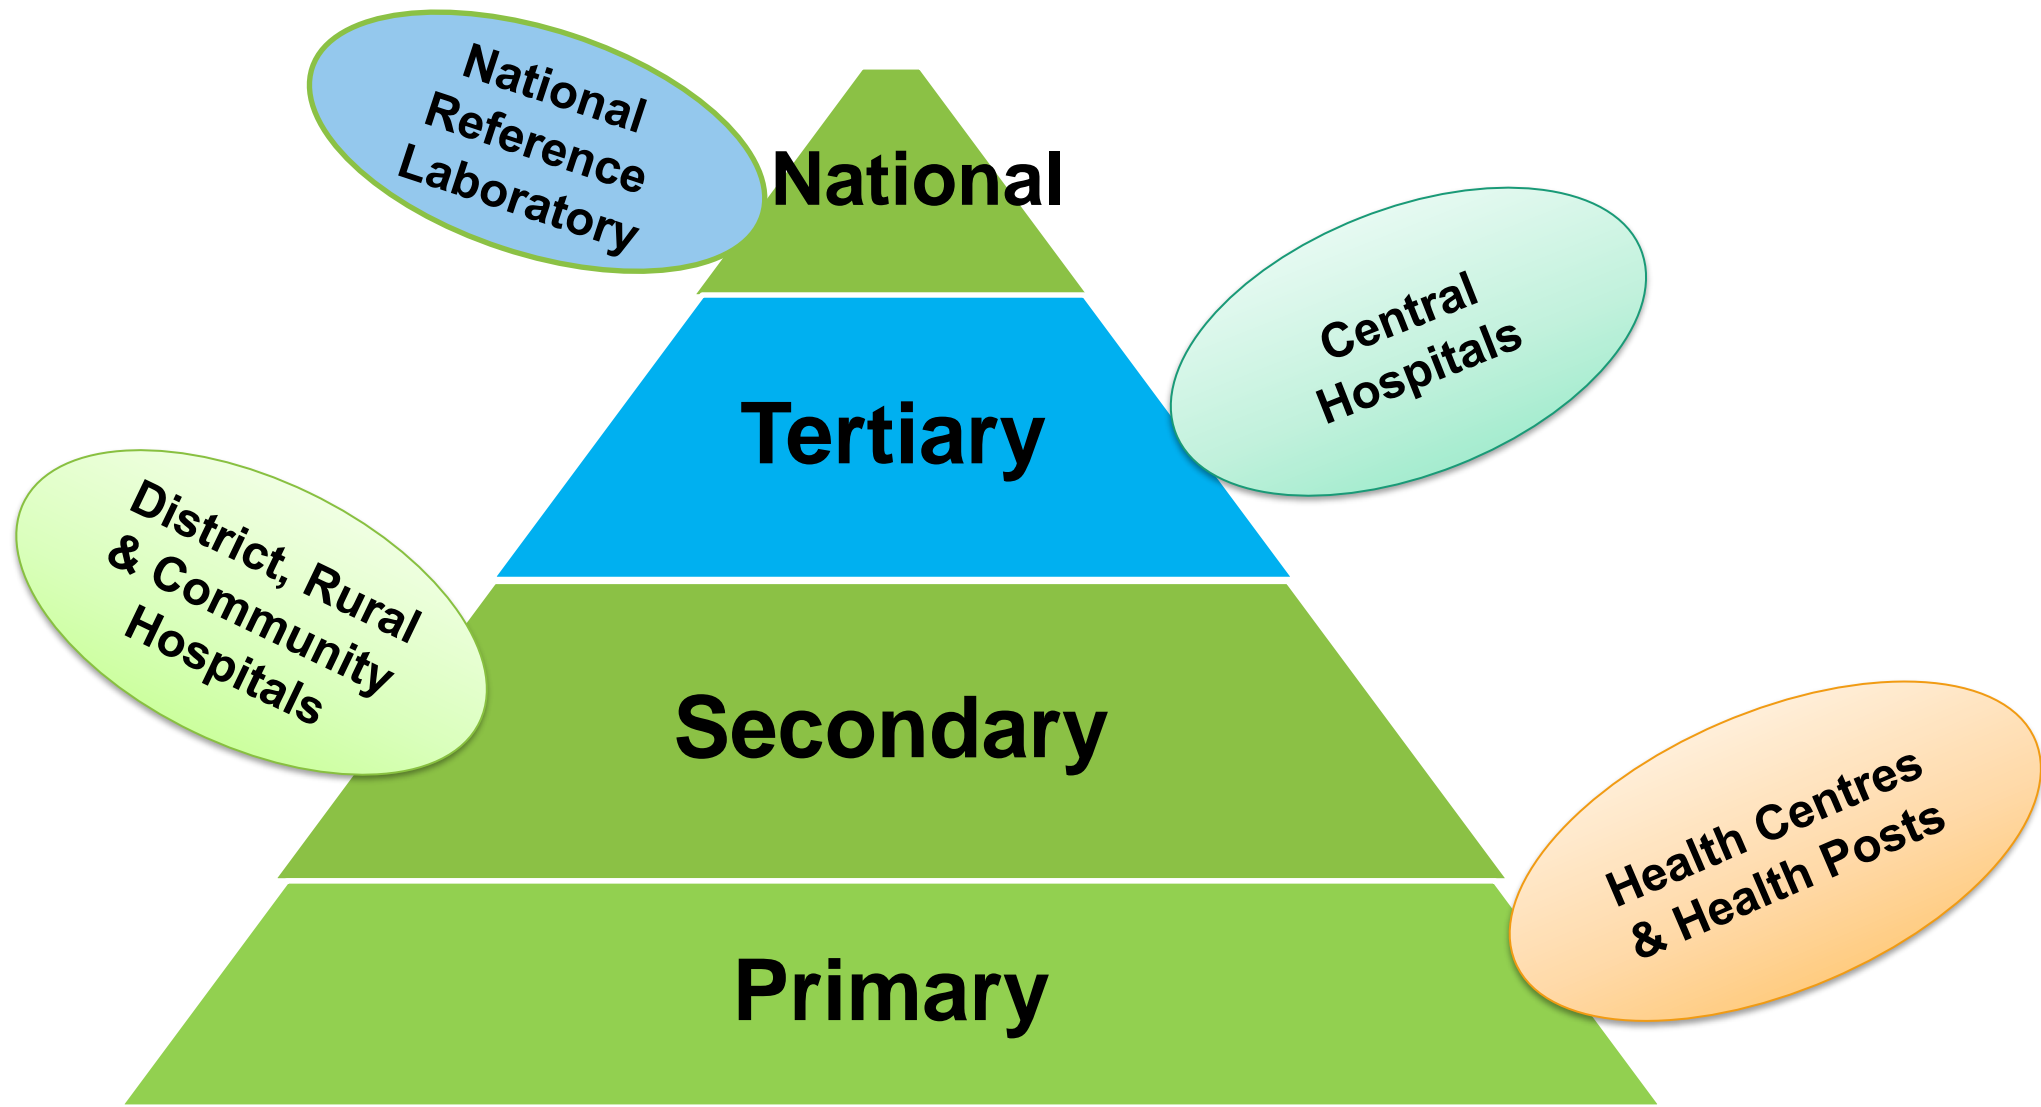 National
Reference
Laboratory
National
Central
Hospitals
Tertiary
District, Rural
& Community
Hospitals
Secondary
Health Centres
& Health Posts
Primary